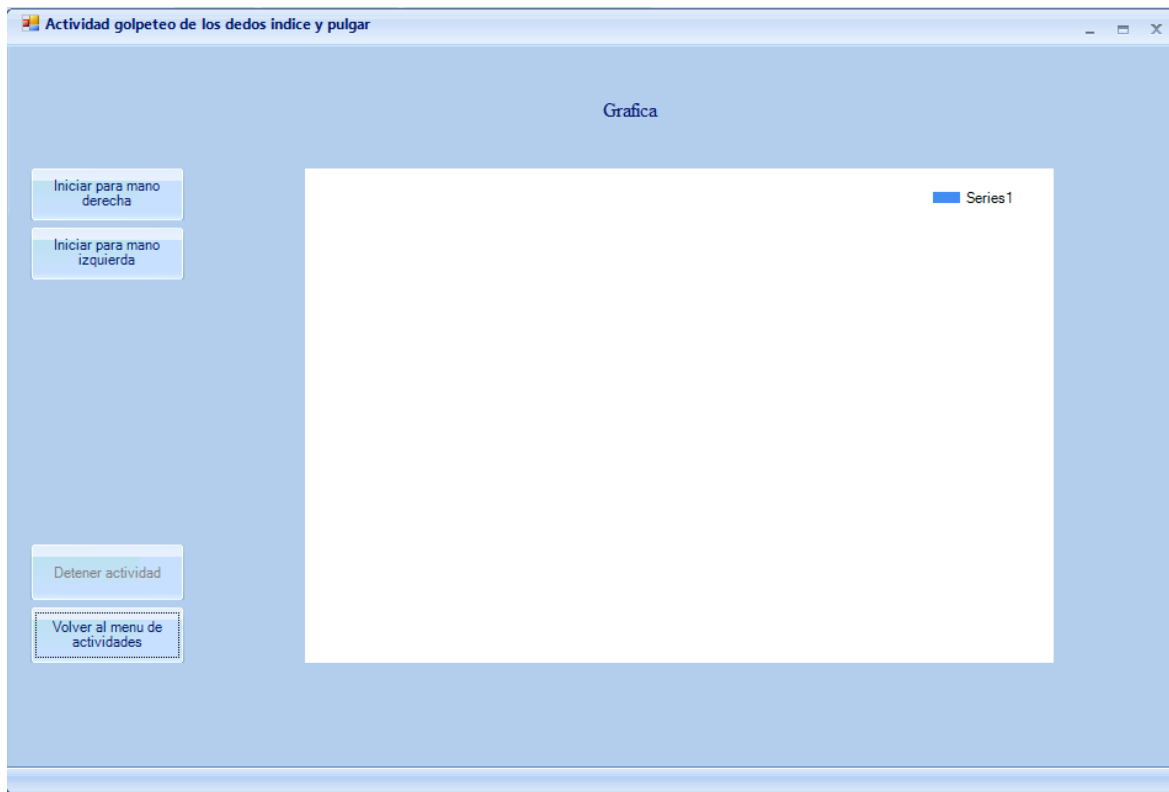 Actividad golpeteo de los dedos indice y pulgar
Grafica
Iniciar para mano
derecha
Series1
Iniciar para mano
izquierda
Detener actividad
Volver al menu de
actividades